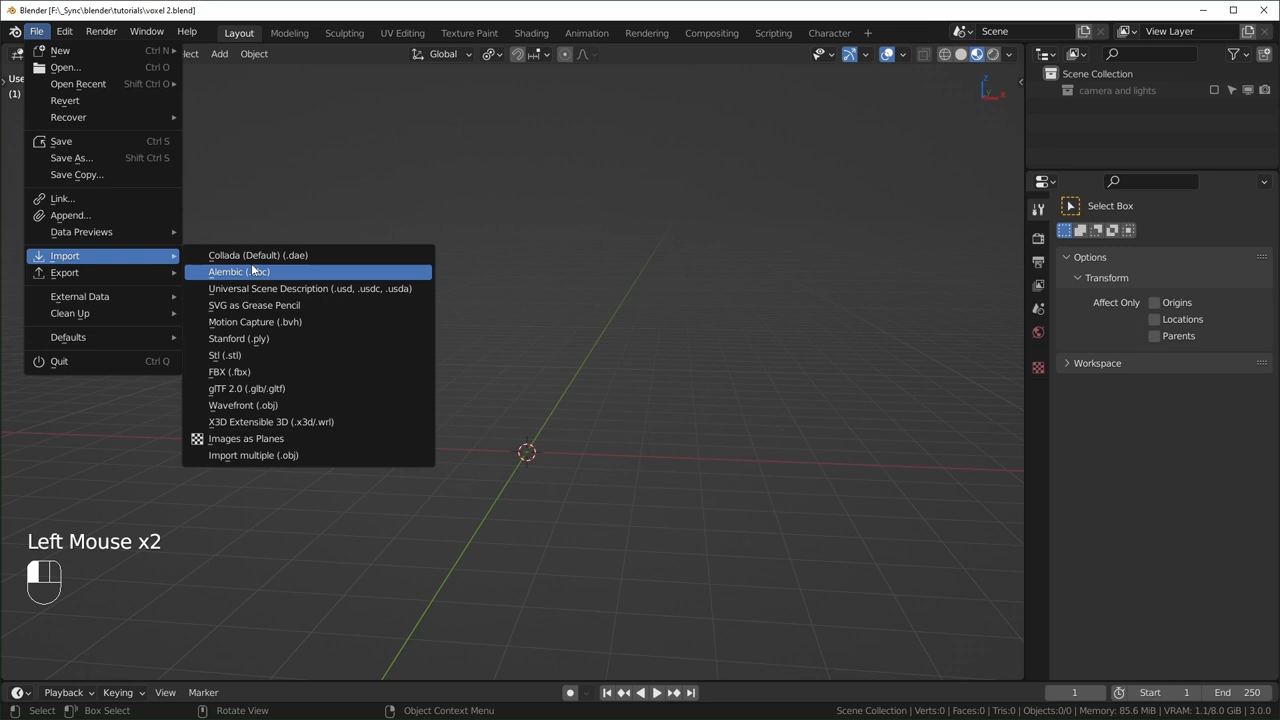 Blender [F:\_Sync\blender\tutorials\voxel 2.blend]
File Edit Render Window Help Layout Modeling Sculpting UV Editing Texture Paint Shading Animation Rendering Compositing Geometry Nodes Scripting Character + Scene View Layer
Add Object Global
New Ctrl N
Open... Ctrl O
Open Recent Shift Ctrl O
Revert
Recover
Save Ctrl S
Save As... Shift Ctrl S
Save Copy...
Link...
Append...
Data Previews
Import
Export
External Data
Clean Up
Defaults
Quit Ctrl Q
Collada (Default) (.dae)
Alembic
Universal Scene Description (.usd, .usdc, .usda)
SVG as Grease Pencil
Motion Capture (.bvh)
Stanford (.ply)
Stl (.stl)
FBX (.fbx)
glTF 2.0 (.glb/.gltf)
Wavefront (.obj)
X3D Extensible 3D (.x3d/.wrl)
Images as Planes
Import multiple (.obj)
(1)
Z
Y
X
Scene Collection
camera and lights
Select Box
Options
Transform
Affect Only Origins
Locations
Parents
Workspace
Left Mouse x2
Playback Keying View Marker 1 Start 1 End 250
Select Box Select Rotate View Object Context Menu Scene Collection | Verts:0 | Faces:0 | Tris:0 | Objects:0/0 | Memory: 85.6 MiB | VRAM: 1.1/8.0 GiB | 3.0.0